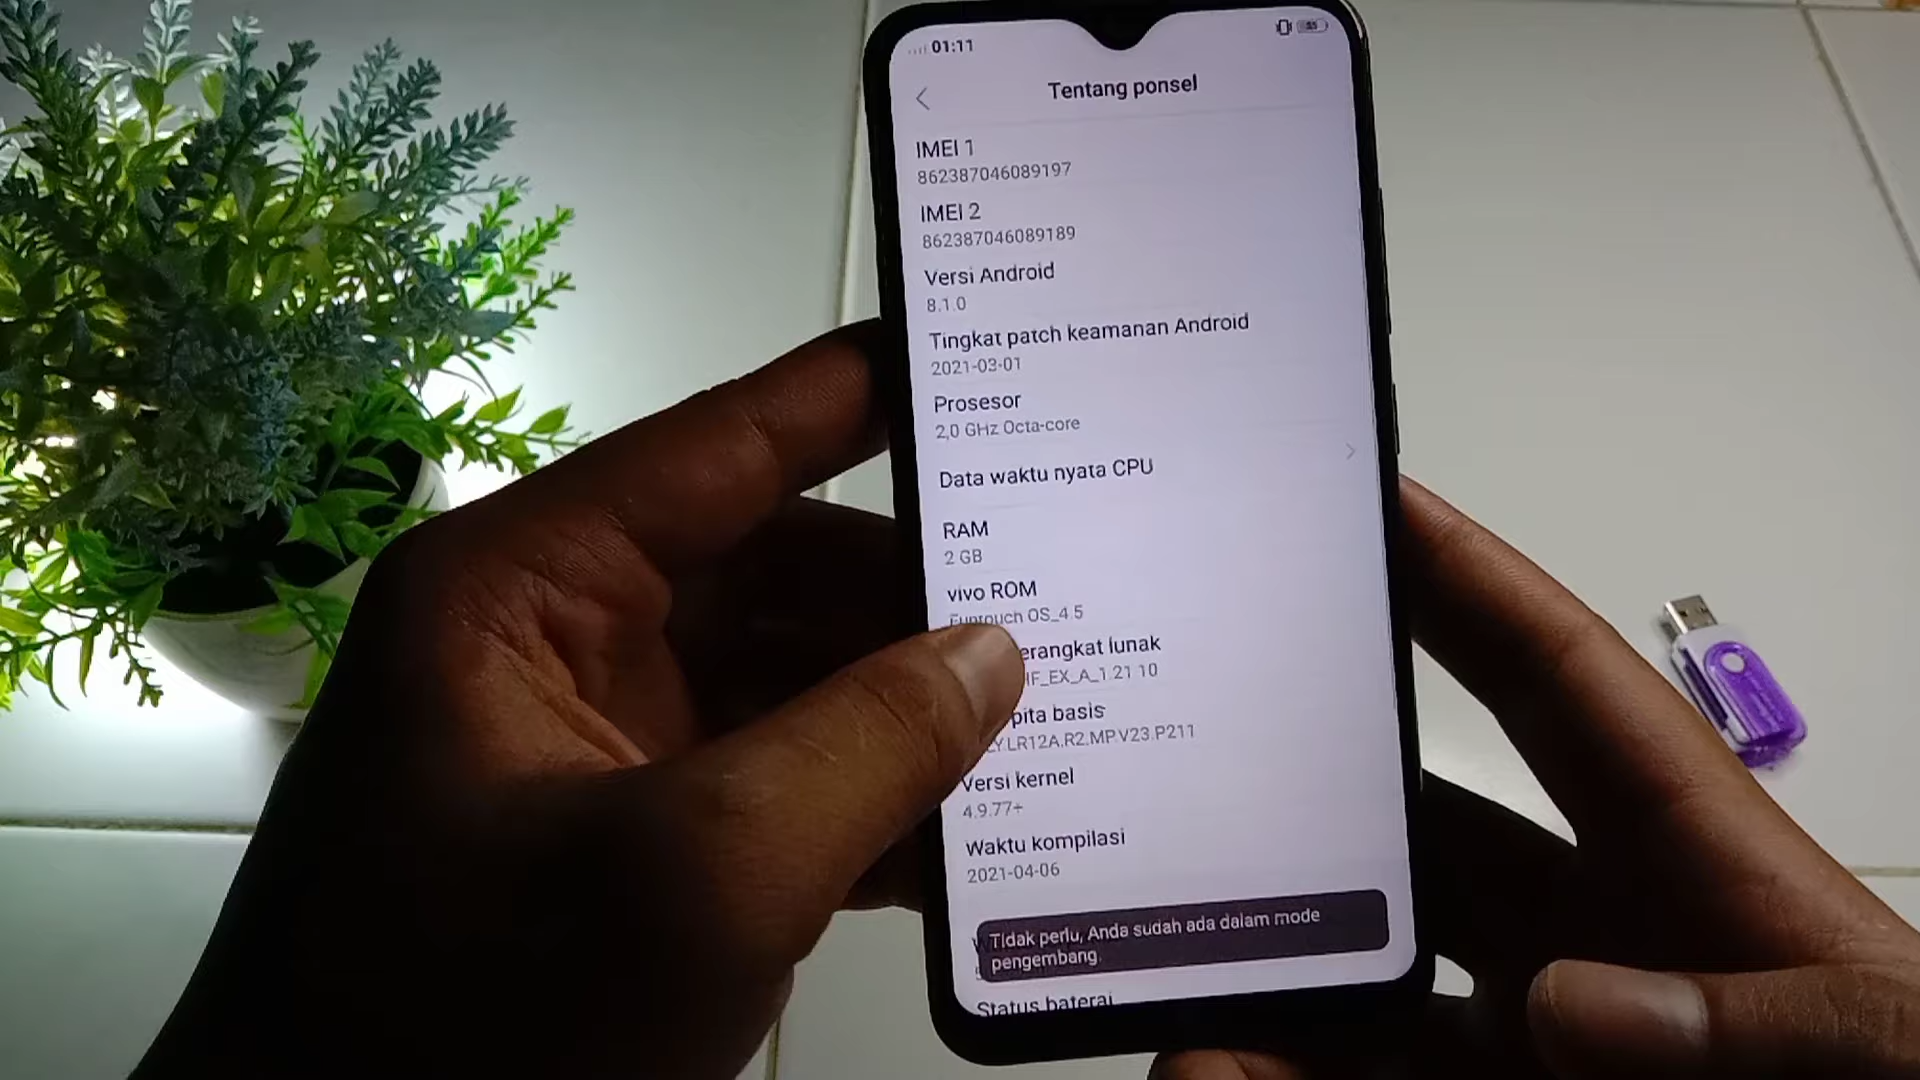 01:11
55
Tentang ponsel
IMEI 1
862387046089197
IMEI 2
862387046089189
Versi Android
8.1.0
Tingkat patch keamanan Android
2021-03-01
Prosesor
2,0 GHz Octa-core
Data waktu nyata CPU
RAM
2 GB
vivo ROM
Funtouch OS_4.5
erangkat lunak
HF_EX_A_1.21.10
pita basis
LR12A.R2.MP.V23.P211
Versi kernel
4.9.77+
Waktu kompilasi
2021-04-06
Tidak perlu, Anda sudah ada dalam mode
pengembang.
Status baterai